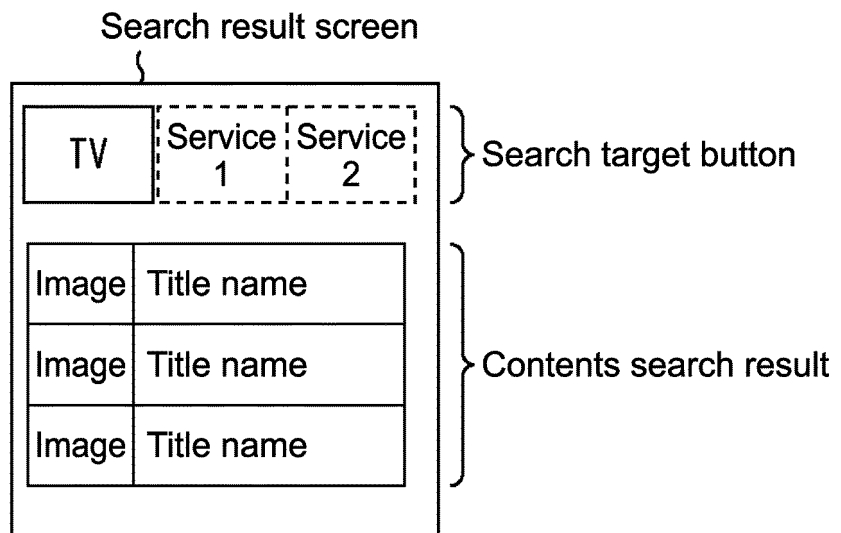 Search result screen
TV
Service 1
Service 2
Search target button
Image Title name
Image Title name
Image Title name
Contents search result